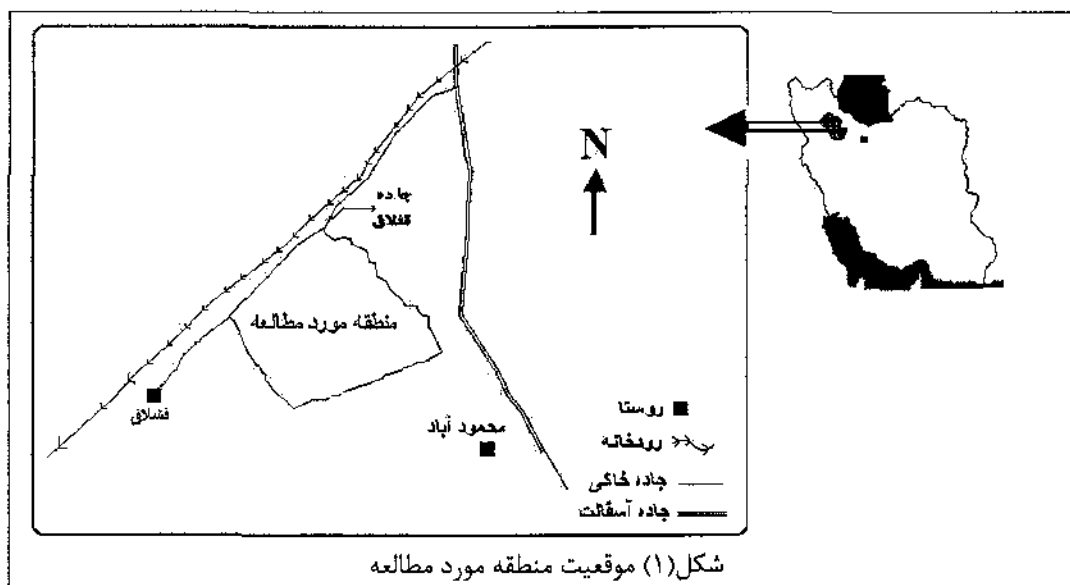 N
جاده
قشلاق
منطقه مورد مطالعه
قشلاق
محمود آباد
روستا
رودخانه
جاده خاکی
جاده آسفالت
شکل(۱) موقعیت منطقه مورد مطالعه